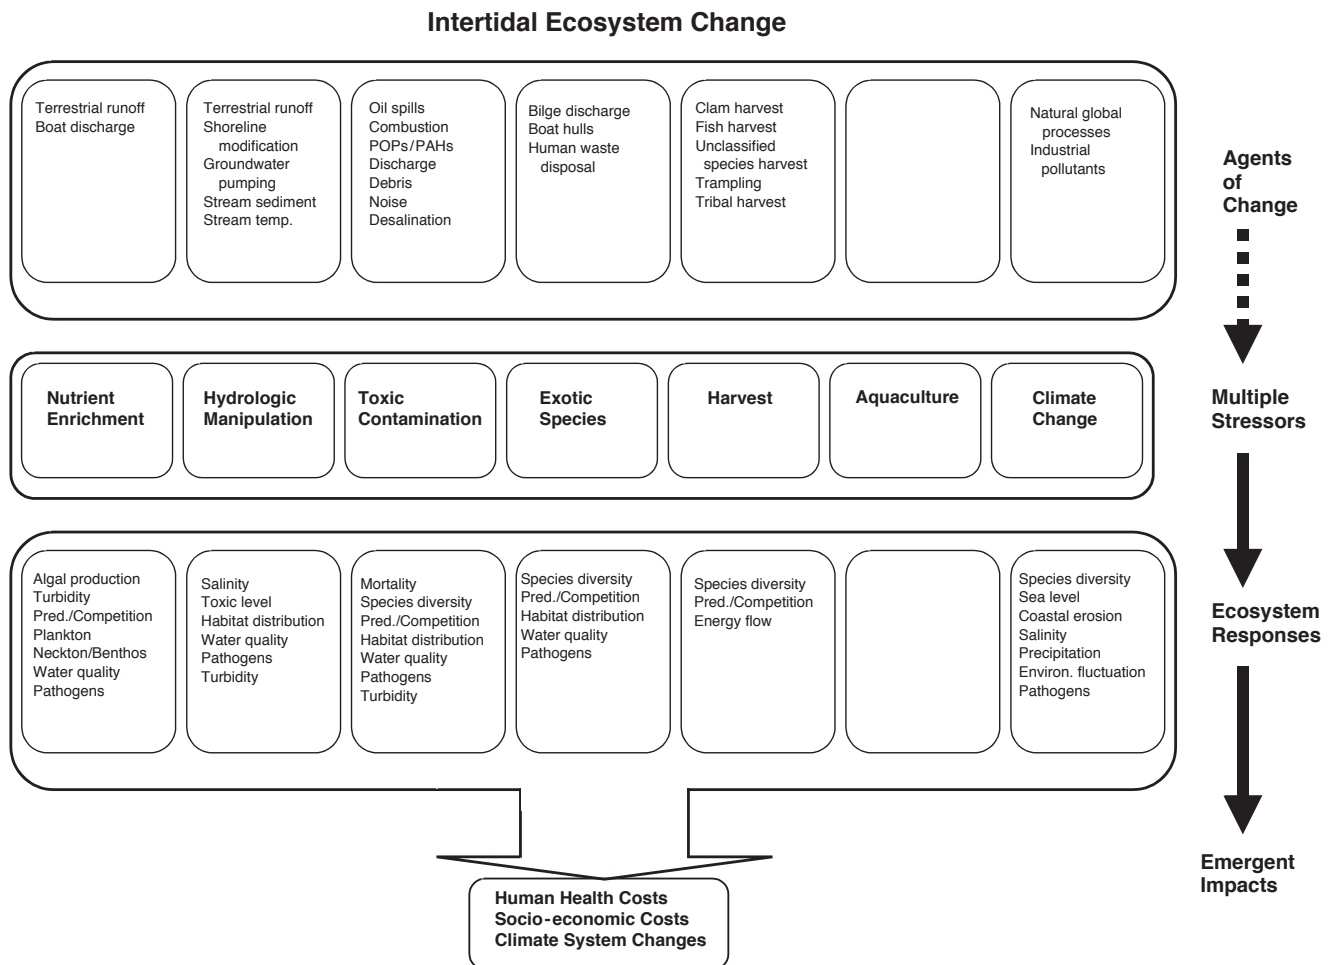 Intertidal Ecosystem Change
Terrestrial runoff
Boat discharge
Terrestrial runoff
Shoreline
modification
Groundwater
pumping
Stream sediment
Stream temp.
Oil spills
Combustion
POPs/PAHs
Discharge
Debris
Noise
Desalination
Bilge discharge
Boat hulls
Human waste
disposal
Clam harvest
Fish harvest
Unclassified
species harvest
Trampling
Tribal harvest
Natural global
processes
Industrial
pollutants
Agents
of
Change
Nutrient
Enrichment
Hydrologic
Manipulation
Toxic
Contamination
Exotic
Species
Harvest
Aquaculture
Climate
Change
Multiple
Stressors
Algal production
Turbidity
Pred./Competition
Plankton
Neckton/Benthos
Water quality
Pathogens
Salinity
Toxic level
Habitat distribution
Water quality
Pathogens
Turbidity
Mortality
Species diversity
Pred./Competition
Habitat distribution
Water quality
Pathogens
Turbidity
Species diversity
Pred./Competition
Habitat distribution
Water quality
Pathogens
Species diversity
Pred./Competition
Energy flow
Species diversity
Sea level
Coastal erosion
Salinity
Precipitation
Environ. fluctuation
Pathogens
Ecosystem
Responses
Emergent
Impacts
Human Health Costs
Socio-economic Costs
Climate System Changes